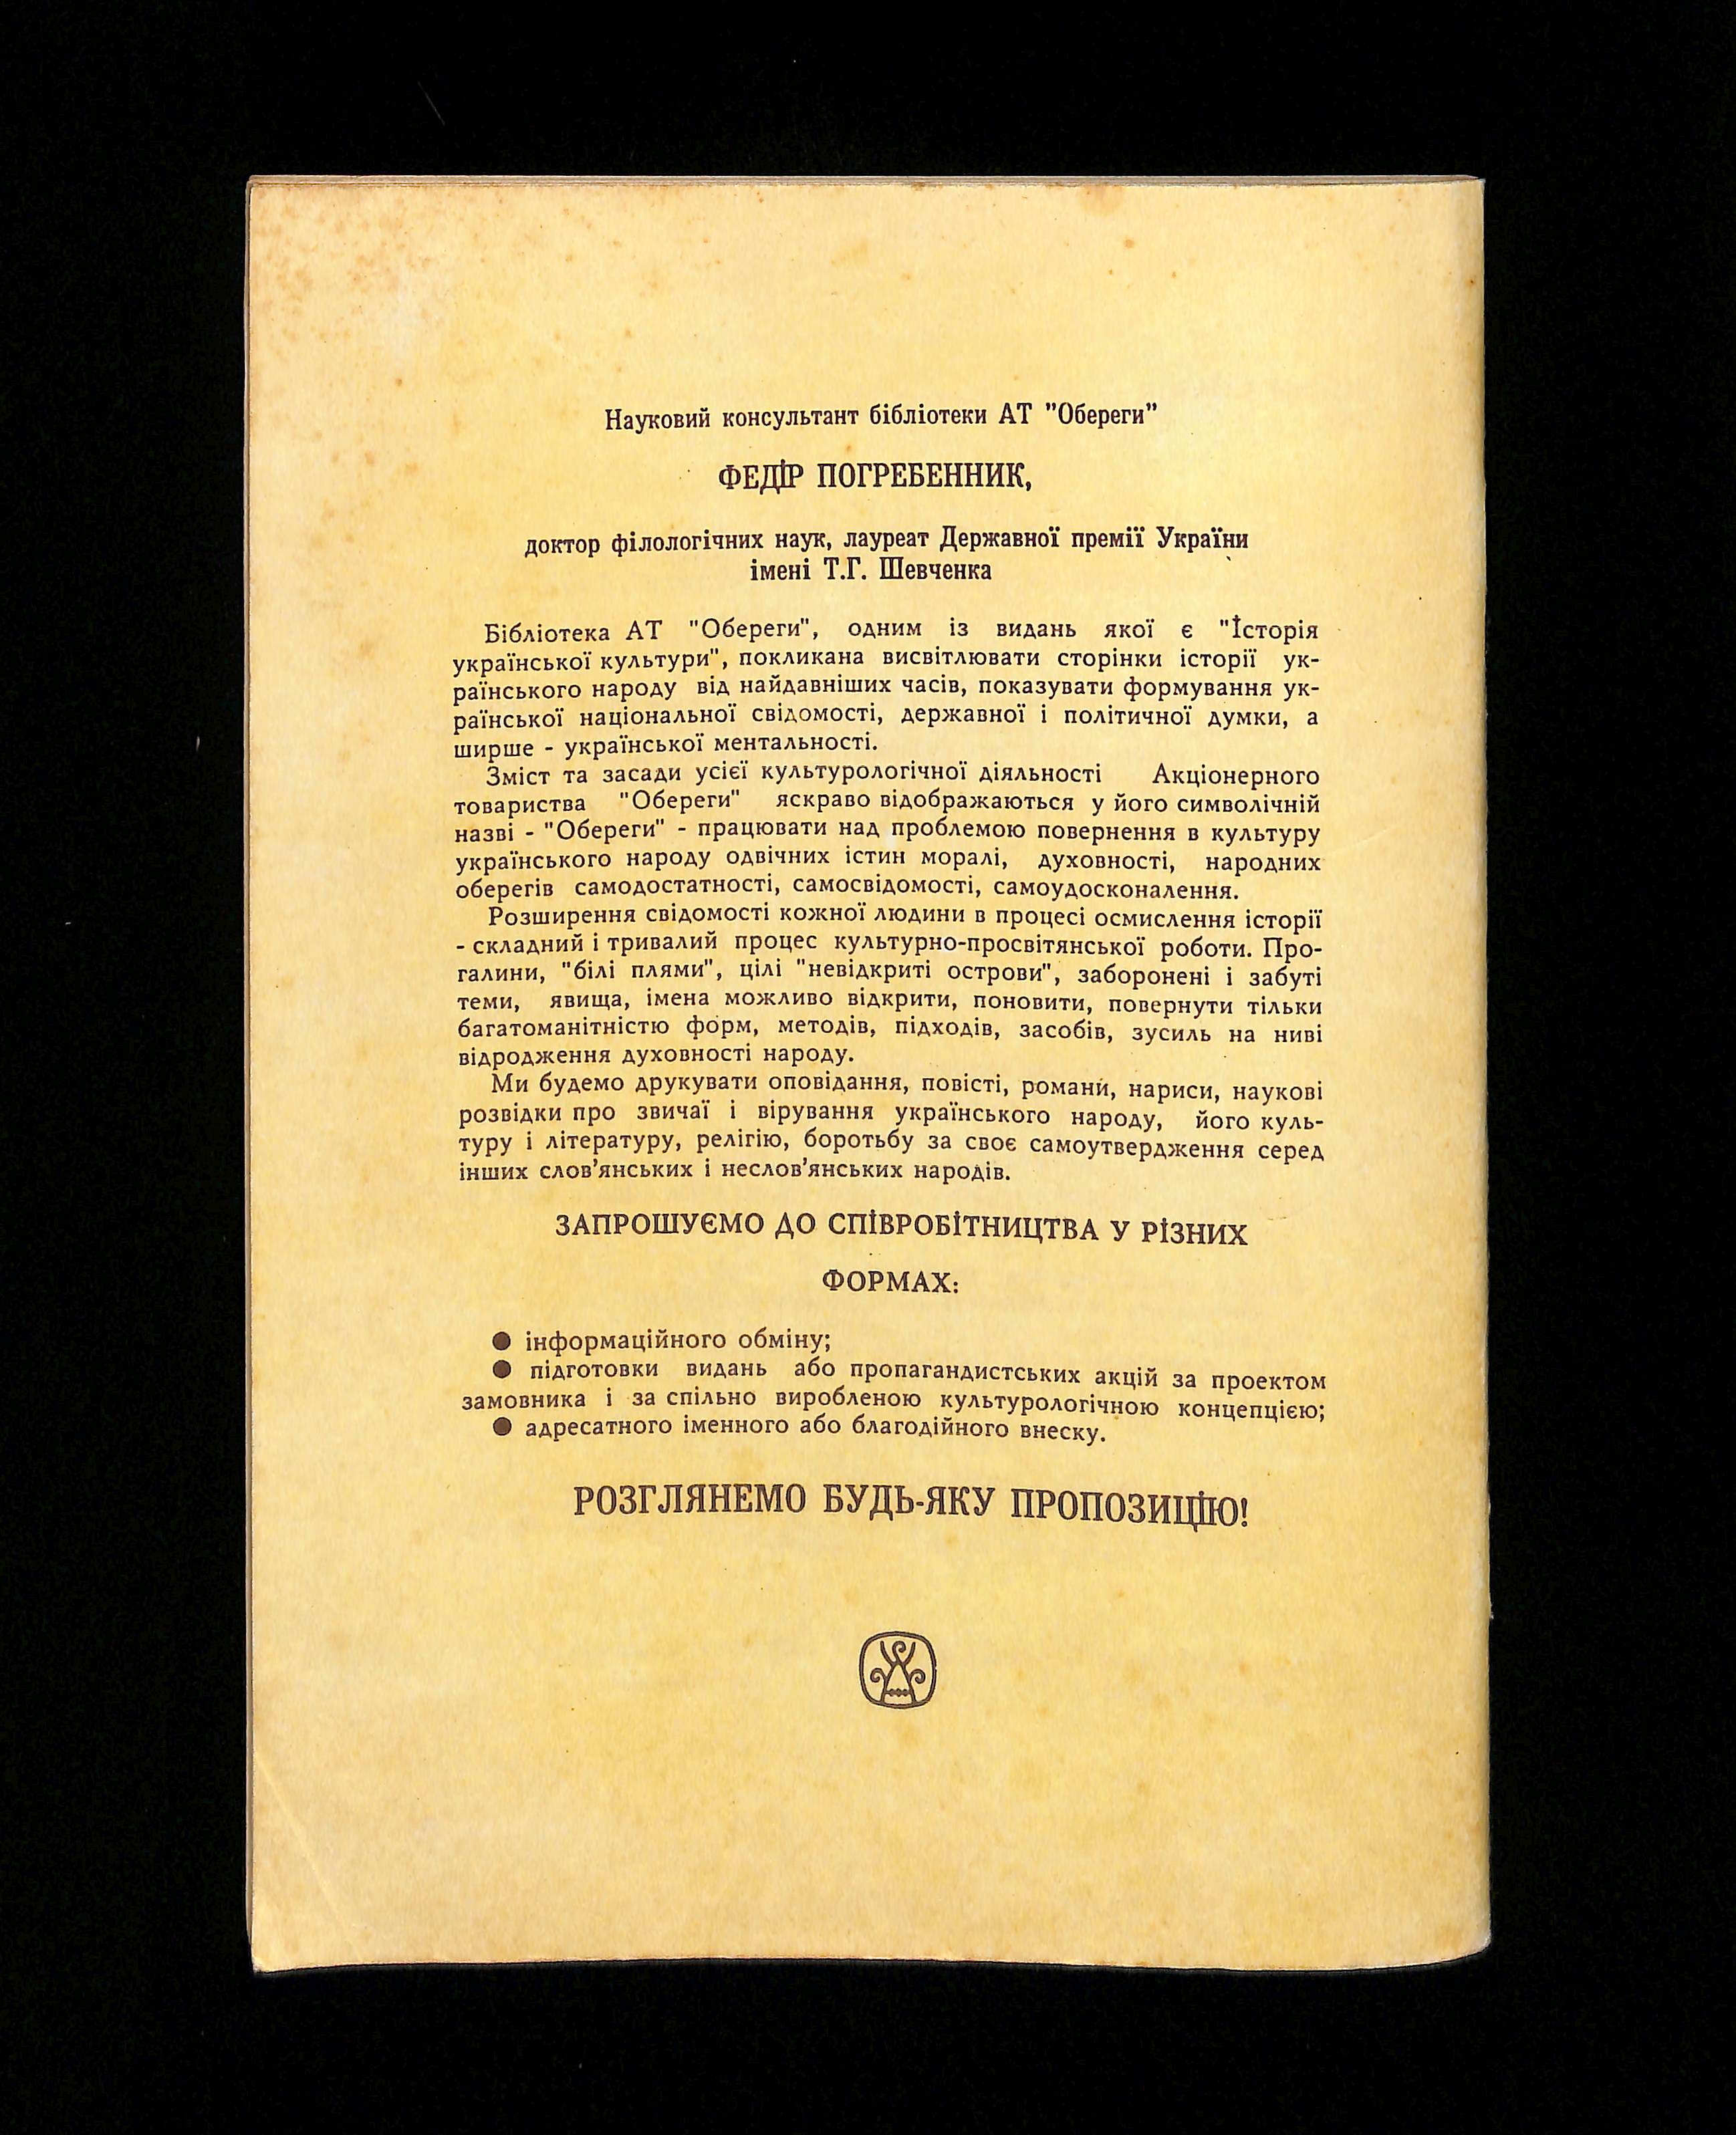 Науковий консультант бібліотеки АТ "Обереги"
ФЕДІР ПОГРЕБЕННИК,
доктор філологічних наук, лауреат Державної премії України
імені Т.Г. Шевченка
Бібліотека АТ "Обереги", одним із видань якої є "Історія
української культури", покликана висвітлювати сторінки історії ук-
раїнського народу від найдавніших часів, показувати формування ук-
раїнської національної свідомості, державної і політичної думки, а
ширше - української ментальності.
Зміст та засади усієї культурологічної діяльності Акціонерного
товариства "Обереги" яскраво відображаються у його символічній
назві - "Обереги" - працювати над проблемою повернення в культуру
українського народу одвічних істин моралі, духовності, народних
оберегів самодостатності, самосвідомості, самоудосконалення.
Розширення свідомості кожної людини в процесі осмислення історії
- складний і тривалий процес культурно-просвітянської роботи. Про-
галини, "білі плями", цілі "невідкриті острови", заборонені і забуті
теми, явища, імена можливо відкрити, поновити, повернути тільки
багатоманітністю форм, методів, підходів, засобів, зусиль на ниві
відродження духовності народу.
Ми будемо друкувати оповідання, повісті, романи, нариси, наукові
розвідки про звичаї і вірування українського народу, його куль-
туру і літературу, релігію, боротьбу за своє самоутвердження серед
інших слов'янських і неслов'янських народів.
ЗАПРОШУЄМО ДО СПІВРОБІТНИЦТВА У РІЗНИХ
ФОРМАХ:
● інформаційного обміну;
● підготовки видань або пропагандистських акцій за проектом
замовника і за спільно виробленою культурологічною концепцією;
● адресатного іменного або благодійного внеску.
РОЗГЛЯНЕМО БУДЬ-ЯКУ ПРОПОЗИЦІЮ!